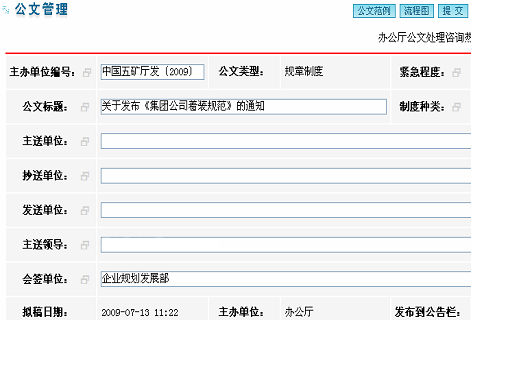 公文管理
公文范例 流程图 提 交
办公厅公文处理咨询热
主办单位编号： 中国五矿厅发〔2009〕 公文类型： 规章制度 紧急程度：
公文标题： 关于发布《集团公司着装规范》的通知 制度种类：
主送单位：
抄送单位：
发送单位：
主送领导：
会签单位： 企业规划发展部
拟稿日期： 2009-07-13 11:22 主办单位： 办公厅 发布到公告栏：